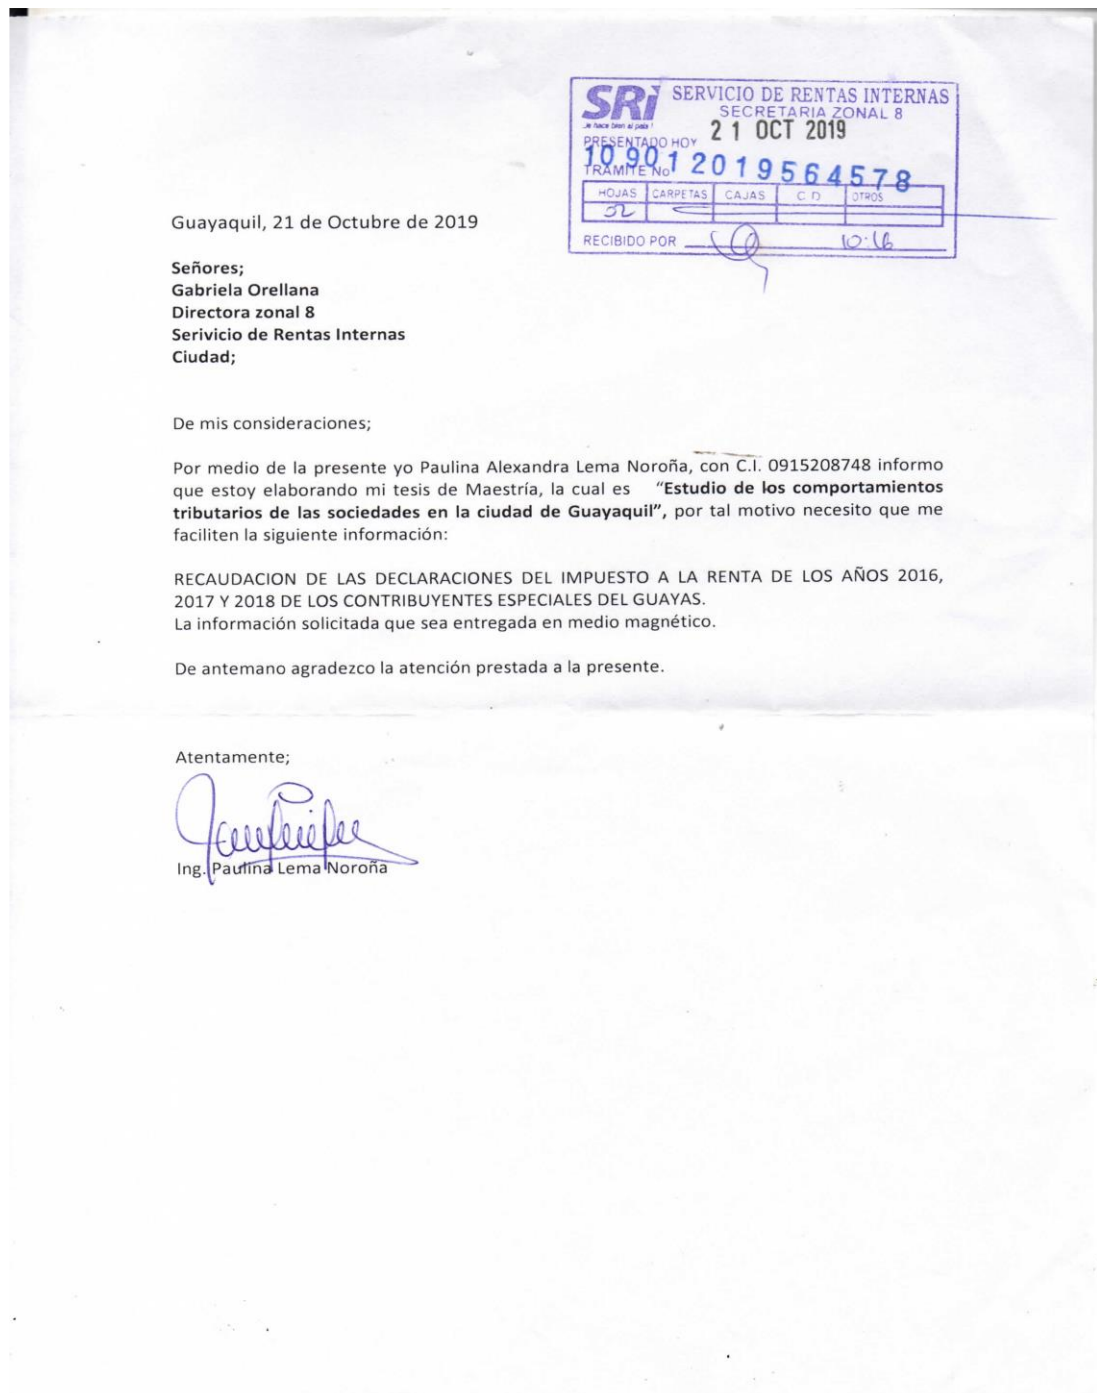 SRi SERVICIO DE RENTAS INTERNAS
¡Le hace bien al país!
SECRETARIA ZONAL 8
PRESENTADO HOY 21 OCT 2019
TRAMITE No. 109012019564578
HOJAS CARPETAS CAJAS C D OTROS
RECIBIDO POR 10:16
Guayaquil, 21 de Octubre de 2019
Señores;
Gabriela Orellana
Directora zonal 8
Serivicio de Rentas Internas
Ciudad;
De mis consideraciones;
Por medio de la presente yo Paulina Alexandra Lema Noroña, con C.I. 0915208748 informo
que estoy elaborando mi tesis de Maestría, la cual es “Estudio de los comportamientos
tributarios de las sociedades en la ciudad de Guayaquil”, por tal motivo necesito que me
faciliten la siguiente información:
RECAUDACION DE LAS DECLARACIONES DEL IMPUESTO A LA RENTA DE LOS AÑOS 2016,
2017 Y 2018 DE LOS CONTRIBUYENTES ESPECIALES DEL GUAYAS.
La información solicitada que sea entregada en medio magnético.
De antemano agradezco la atención prestada a la presente.
Atentamente;
Ing. Paulina Lema Noroña